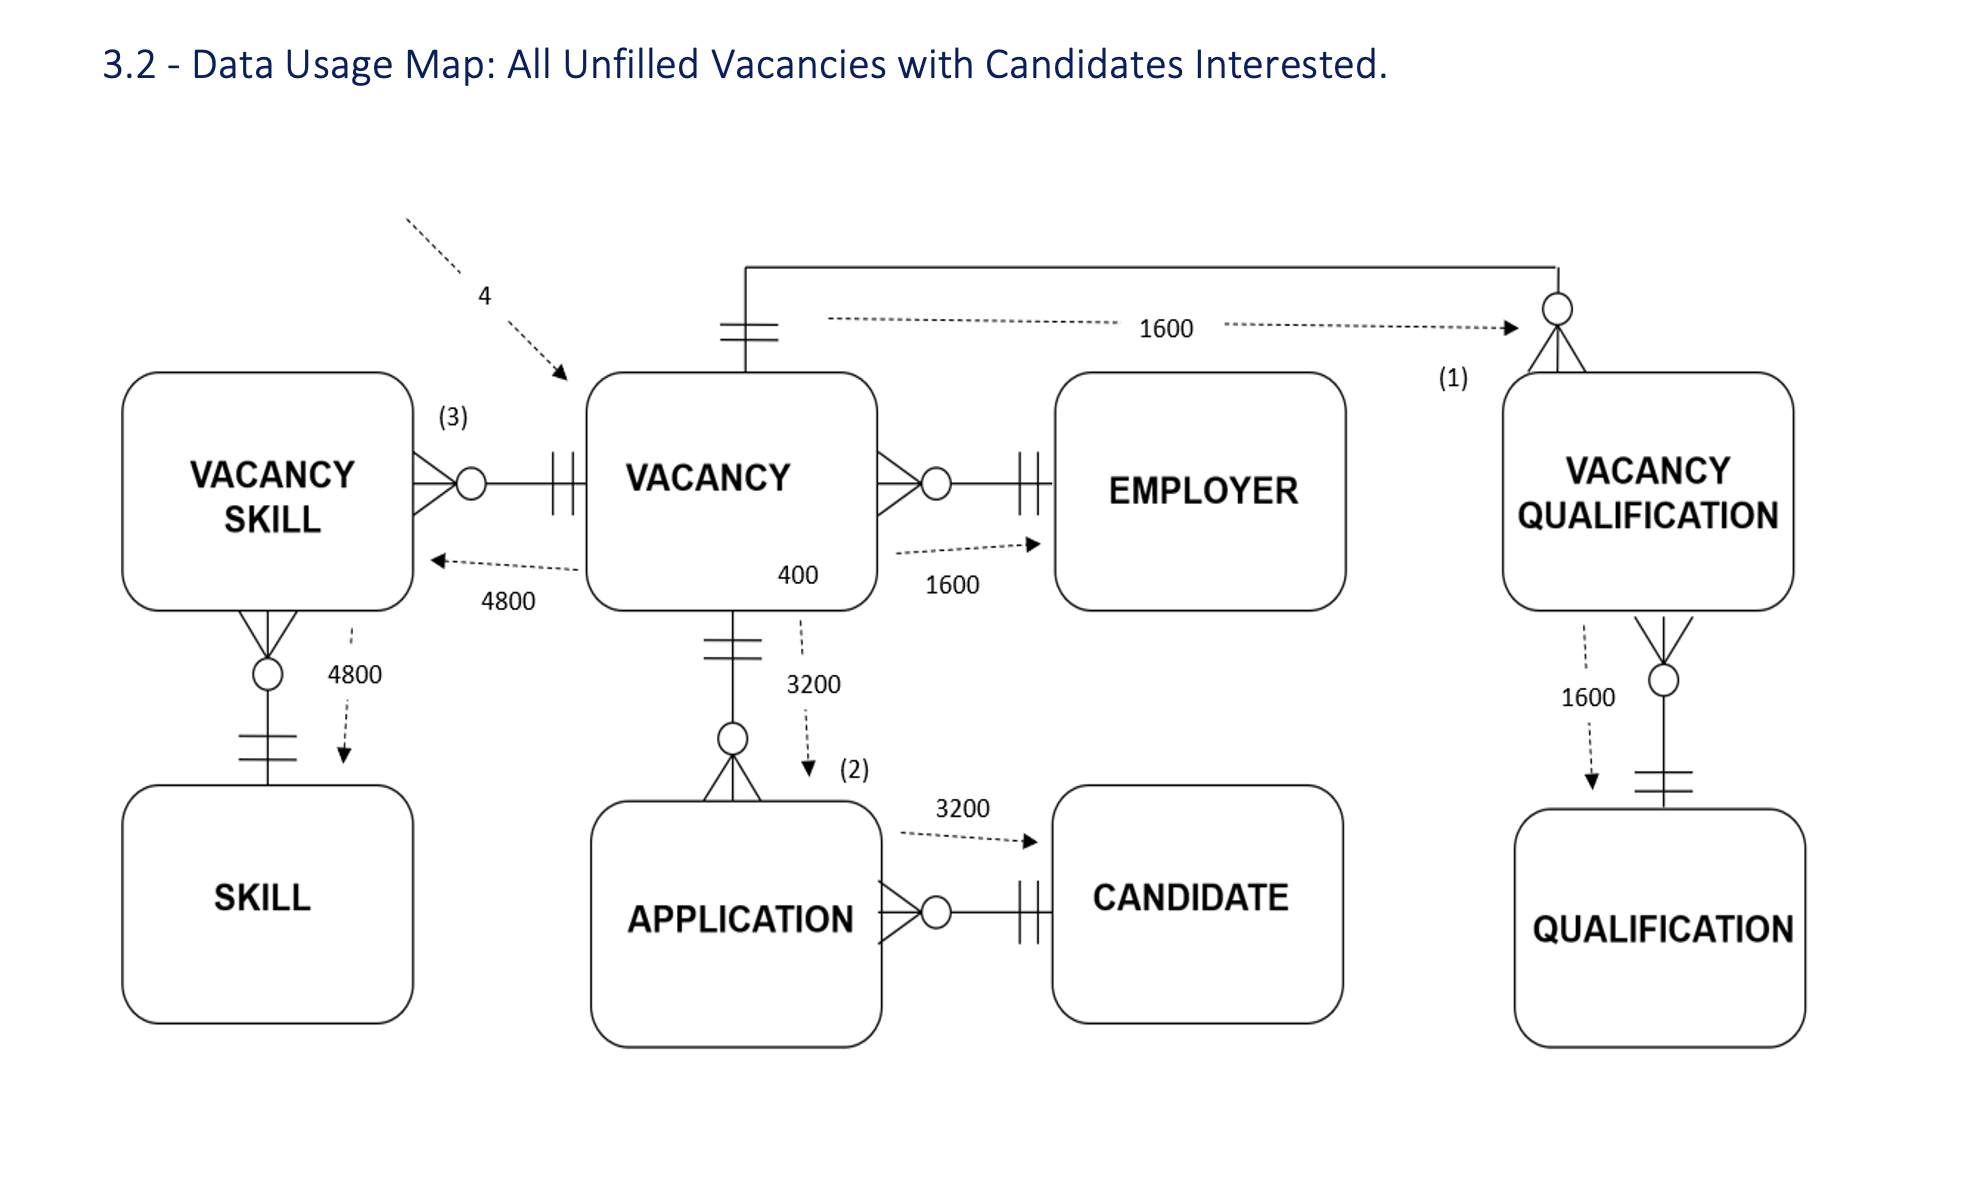 3.2 - Data Usage Map: All Unfilled Vacancies with Candidates Interested.
4
1600
(1)
(3)
VACANCY
SKILL
VACANCY
400
EMPLOYER
VACANCY
QUALIFICATION
4800
1600
4800
3200
1600
(2)
3200
SKILL
APPLICATION
CANDIDATE
QUALIFICATION